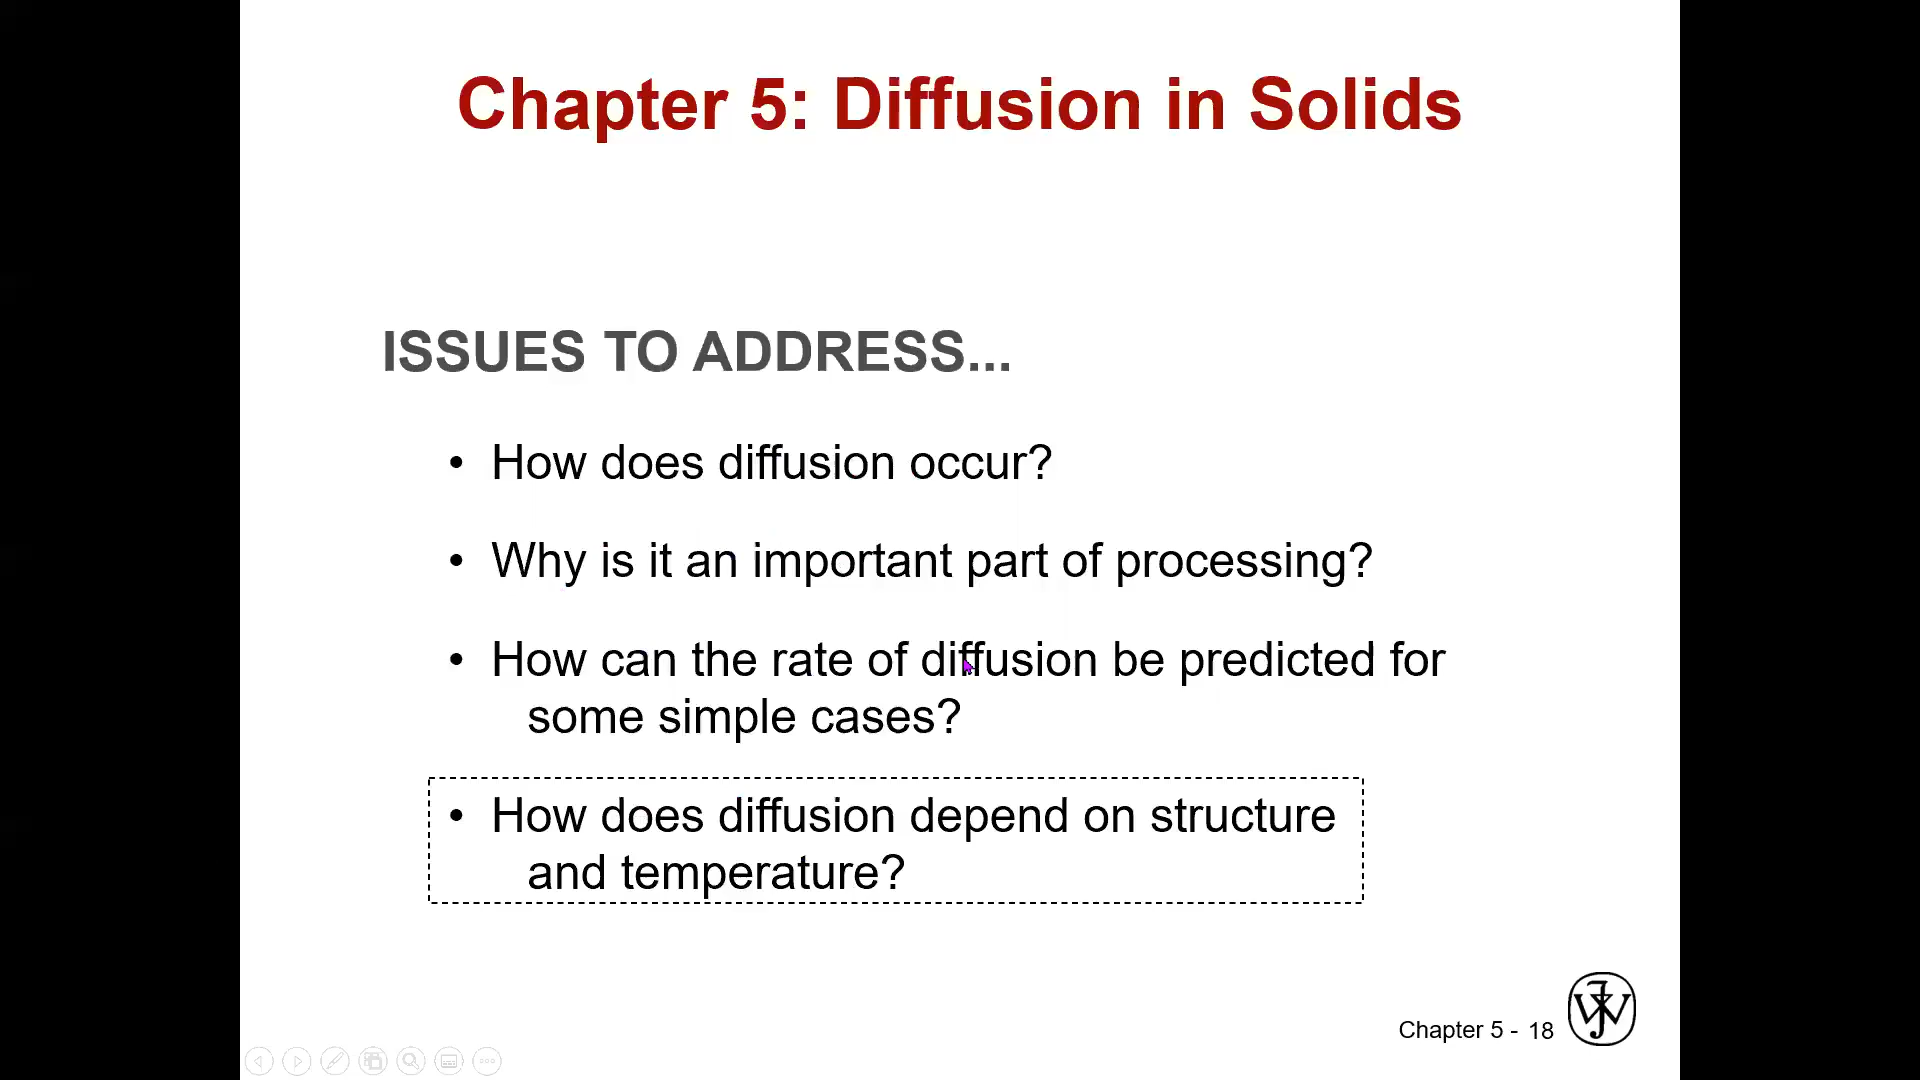 Chapter 5: Diffusion in Solids
ISSUES TO ADDRESS...
• How does diffusion occur?
• Why is it an important part of processing?
• How can the rate of diffusion be predicted for
some simple cases?
• How does diffusion depend on structure
and temperature?
Chapter 5 - 18